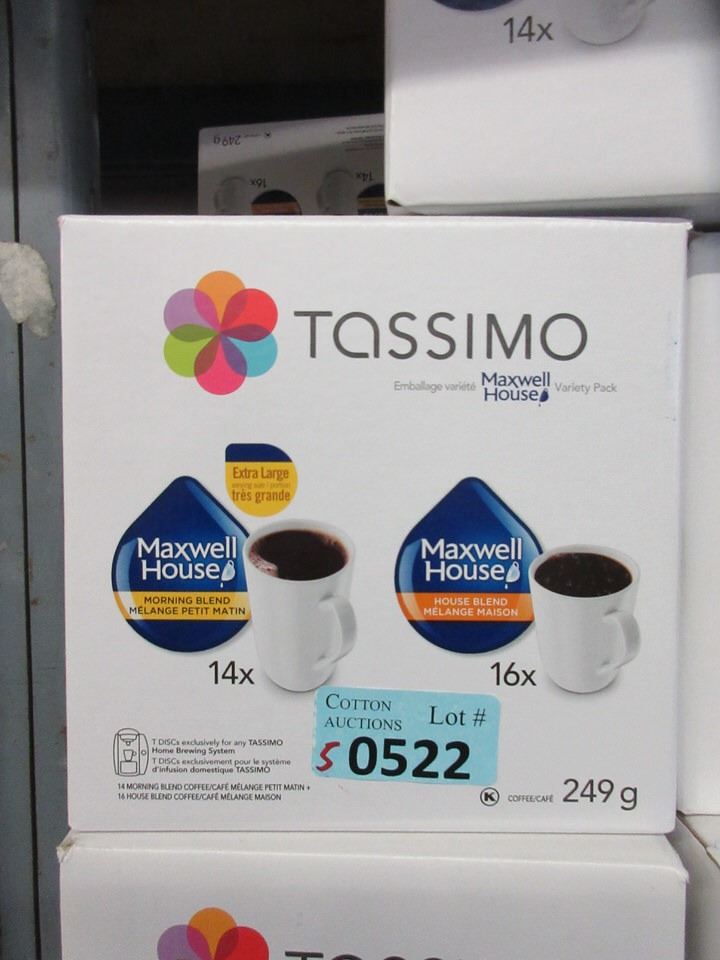 14x
249 g
16x
14x
TASSIMO
Emballage variété Maxwell House Variety Pack
Extra Large
très grande
Maxwell
House
MORNING BLEND
MÉLANGE PETIT MATIN
14x
Maxwell
House
HOUSE BLEND
MÉLANGE MAISON
16x
COTTON
AUCTIONS
Lot #
S 0522
T DISCs exclusively for any TASSIMO
Home Brewing System
T DISCs exclusivement pour le système
d'infusion domestique TASSIMO
14 MORNING BLEND COFFEE/CAFÉ MÉLANGE PETIT MATIN +
16 HOUSE BLEND COFFEE/CAFÉ MÉLANGE MAISON
K COFFEE/CAFÉ 249 g